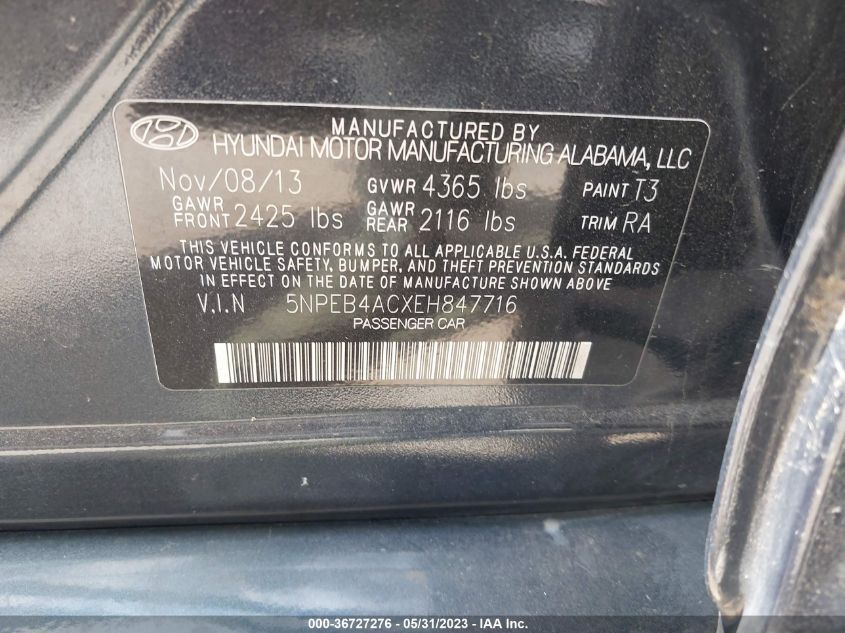 MANUFACTURED BY
HYUNDAI MOTOR MANUFACTURING ALABAMA, LLC
Nov/08/13 GVWR 4365 lbs PAINT T3
GAWR FRONT 2425 lbs GAWR REAR 2116 lbs TRIM RA
THIS VEHICLE CONFORMS TO ALL APPLICABLE U.S.A. FEDERAL
MOTOR VEHICLE SAFETY, BUMPER, AND THEFT PREVENTION STANDARDS
IN EFFECT ON THE DATE OF MANUFACTURE SHOWN ABOVE.
V.I.N 5NPEB4ACXEH847716
PASSENGER CAR
000-36727276 - 05/31/2023 - IAA Inc.